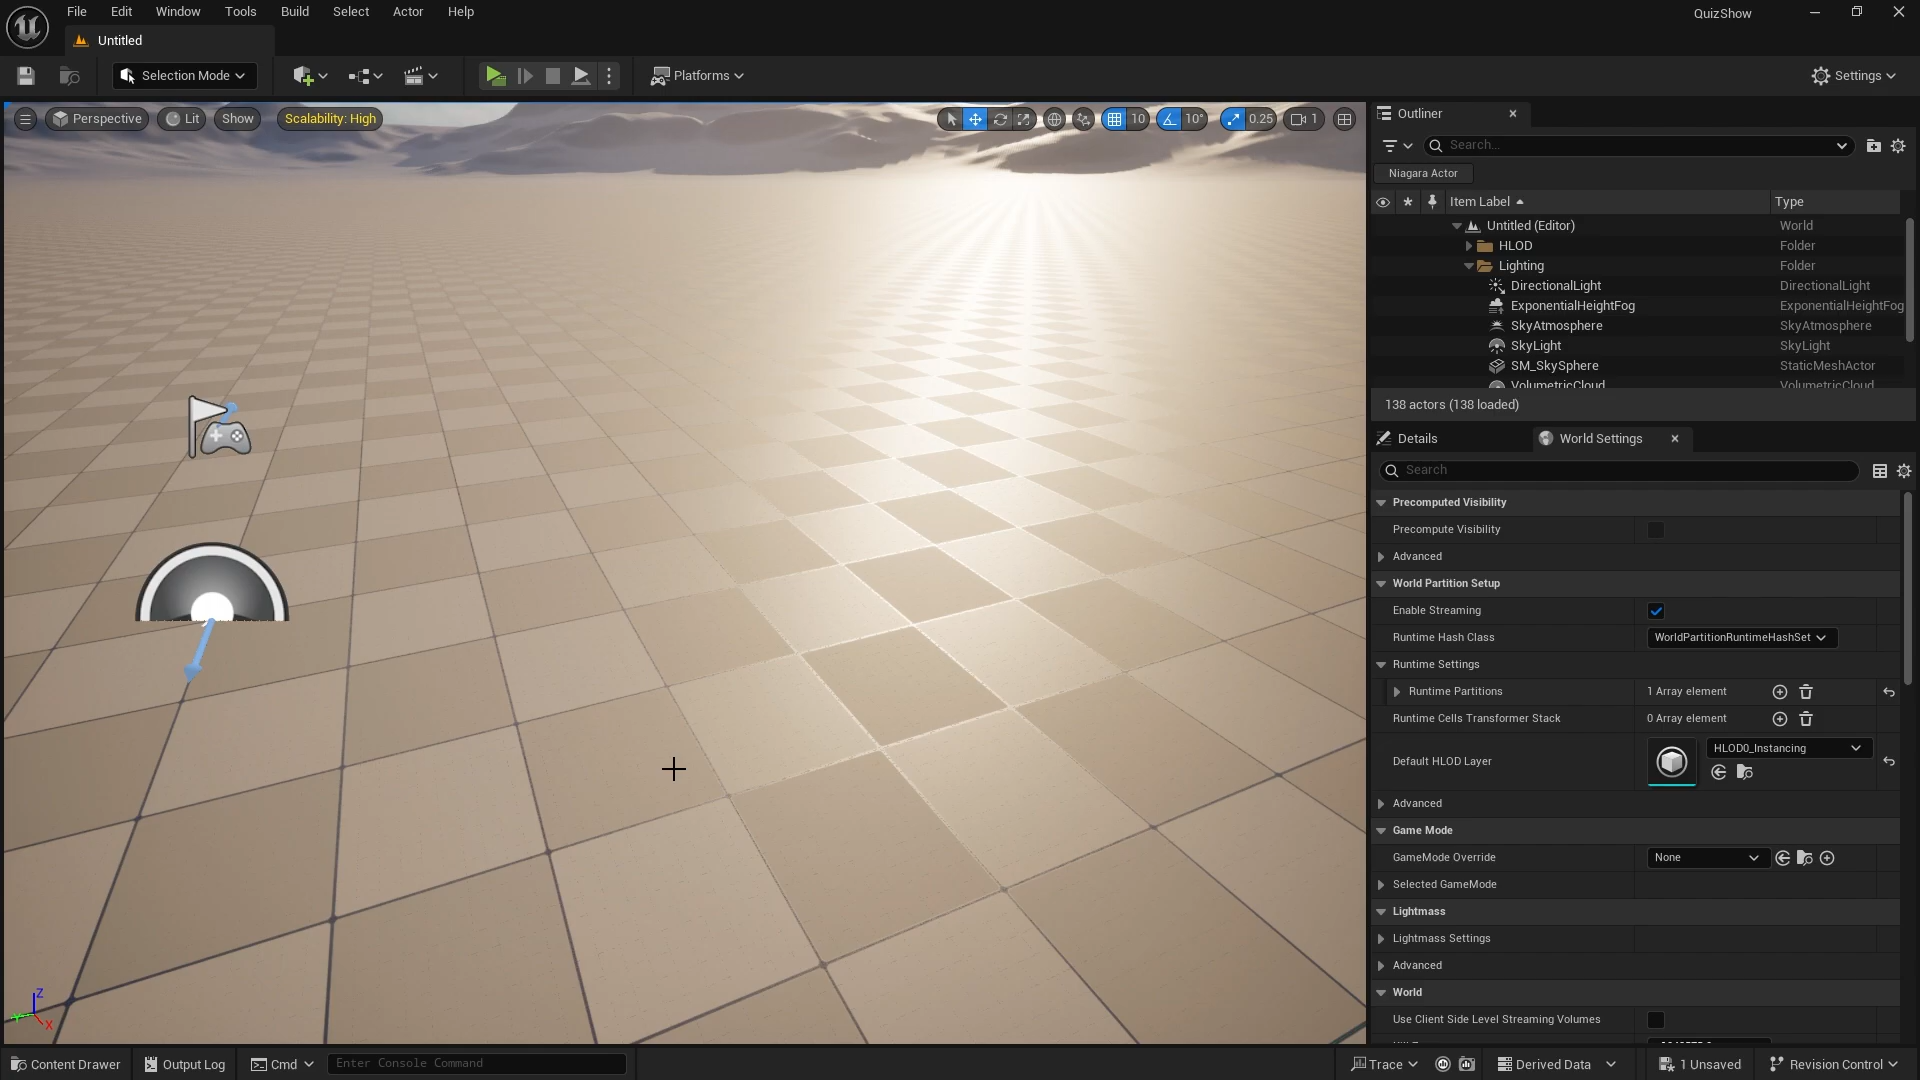 File Edit Window Tools Build Select Actor Help
QuizShow
Untitled
Selection Mode
Platforms
Settings
Perspective Lit Show Scalability: High
10 10° 0.25 1
Outliner
Search...
Niagara Actor
Item Label Type
Untitled (Editor) World
HLOD Folder
Lighting Folder
DirectionalLight DirectionalLight
ExponentialHeightFog ExponentialHeightFog
SkyAtmosphere SkyAtmosphere
SkyLight SkyLight
SM_SkySphere StaticMeshActor
VolumetricCloud VolumetricCloud
138 actors (138 loaded)
Details World Settings
Search
Precomputed Visibility
Precompute Visibility
Advanced
World Partition Setup
Enable Streaming
Runtime Hash Class WorldPartitionRuntimeHashSet
Runtime Settings
Runtime Partitions 1 Array element
Runtime Cells Transformer Stack 0 Array element
Default HLOD Layer HLOD0_Instancing
Advanced
Game Mode
GameMode Override None
Selected GameMode
Lightmass
Lightmass Settings
Advanced
World
Use Client Side Level Streaming Volumes
Z
Y
X
Content Drawer Output Log Cmd Enter Console Command
Trace Derived Data 1 Unsaved Revision Control